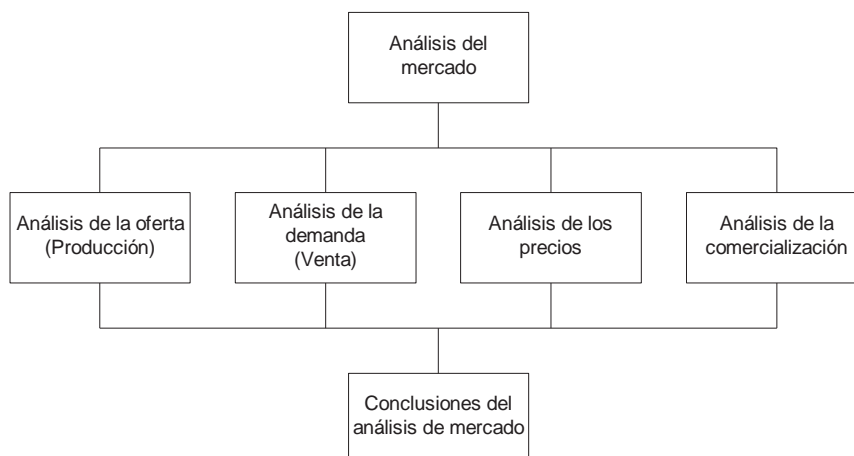 Análisis del
mercado
Análisis de la oferta
(Producción)
Análisis de la
demanda
(Venta)
Análisis de los
precios
Análisis de la
comercialización
Conclusiones del
análisis de mercado